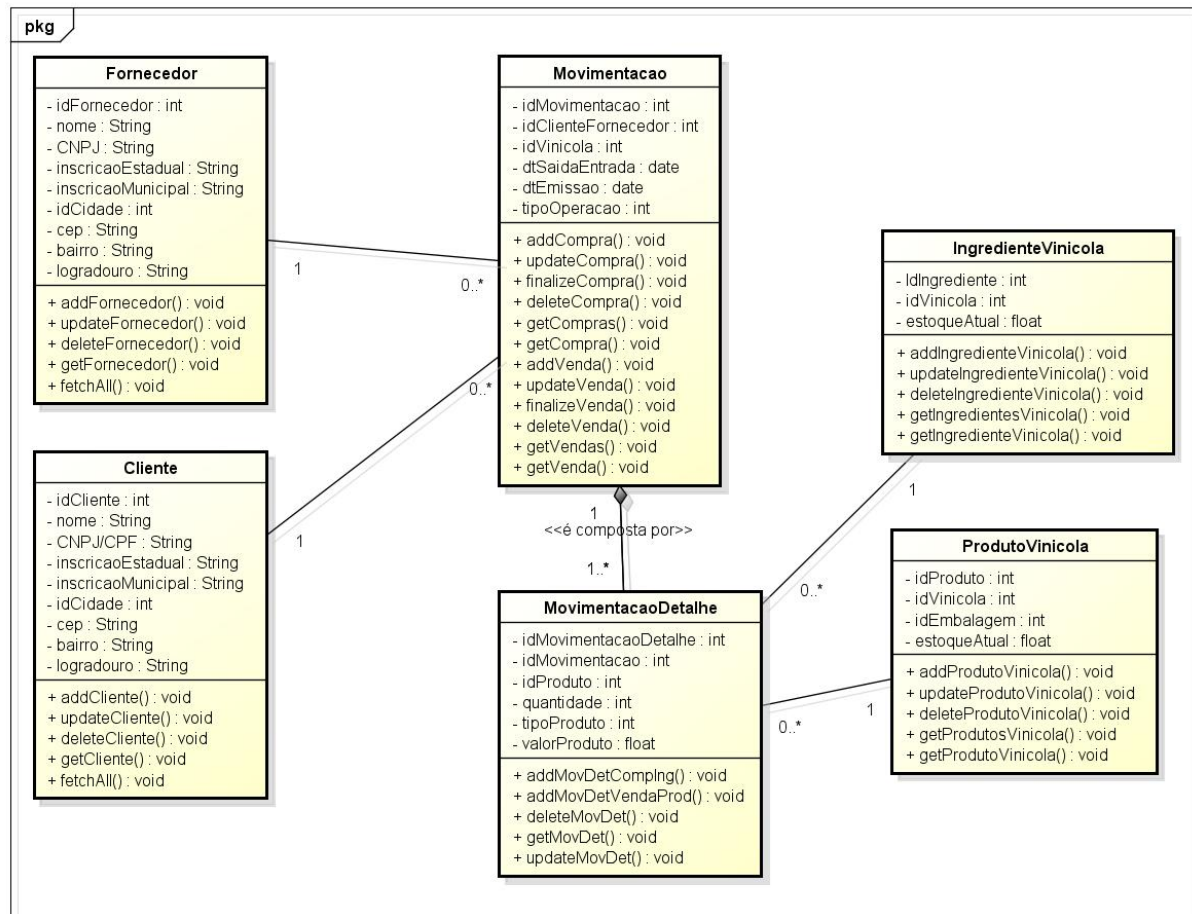 pkg
Fornecedor
- idFornecedor : int
- nome : String
- CNPJ : String
- inscricaoEstadual : String
- inscricaoMunicipal : String
- idCidade : int
- cep : String
- bairro : String
- logradouro : String
+ addFornecedor() : void
+ updateFornecedor() : void
+ deleteFornecedor() : void
+ getFornecedor() : void
+ fetchAll() : void
1
0..*
Movimentacao
- idMovimentacao : int
- idClienteFornecedor : int
- idVinicola : int
- dtSaidaEntrada : date
- dtEmissao : date
- tipoOperacao : int
+ addCompra() : void
+ updateCompra() : void
+ finalizeCompra() : void
+ deleteCompra() : void
+ getCompras() : void
+ getCompra() : void
+ addVenda() : void
+ updateVenda() : void
+ finalizeVenda() : void
+ deleteVenda() : void
+ getVendas() : void
+ getVenda() : void
IngredienteVinicola
- IdIngrediente : int
- idVinicola : int
- estoqueAtual : float
+ addIngredienteVinicola() : void
+ updateIngredienteVinicola() : void
+ deleteIngredienteVinicola() : void
+ getIngredientesVinicola() : void
+ getIngredienteVinicola() : void
Cliente
- idCliente : int
- nome : String
- CNPJ/CPF : String
- inscricaoEstadual : String
- inscricaoMunicipal : String
- idCidade : int
- cep : String
- bairro : String
- logradouro : String
+ addCliente() : void
+ updateCliente() : void
+ deleteCliente() : void
+ getCliente() : void
+ fetchAll() : void
1
0..*
1
<<é composta por>>
1..*
MovimentacaoDetalhe
- idMovimentacaoDetalhe : int
- idMovimentacao : int
- idProduto : int
- quantidade : int
- tipoProduto : int
- valorProduto : float
+ addMovDetCompIng() : void
+ addMovDetVendaProd() : void
+ deleteMovDet() : void
+ getMovDet() : void
+ updateMovDet() : void
1
0..*
ProdutoVinicola
- idProduto : int
- idVinicola : int
- idEmbalagem : int
- estoqueAtual : float
+ addProdutoVinicola() : void
+ updateProdutoVinicola() : void
+ deleteProdutoVinicola() : void
+ getProdutosVinicola() : void
+ getProdutoVinicola() : void
0..*
1